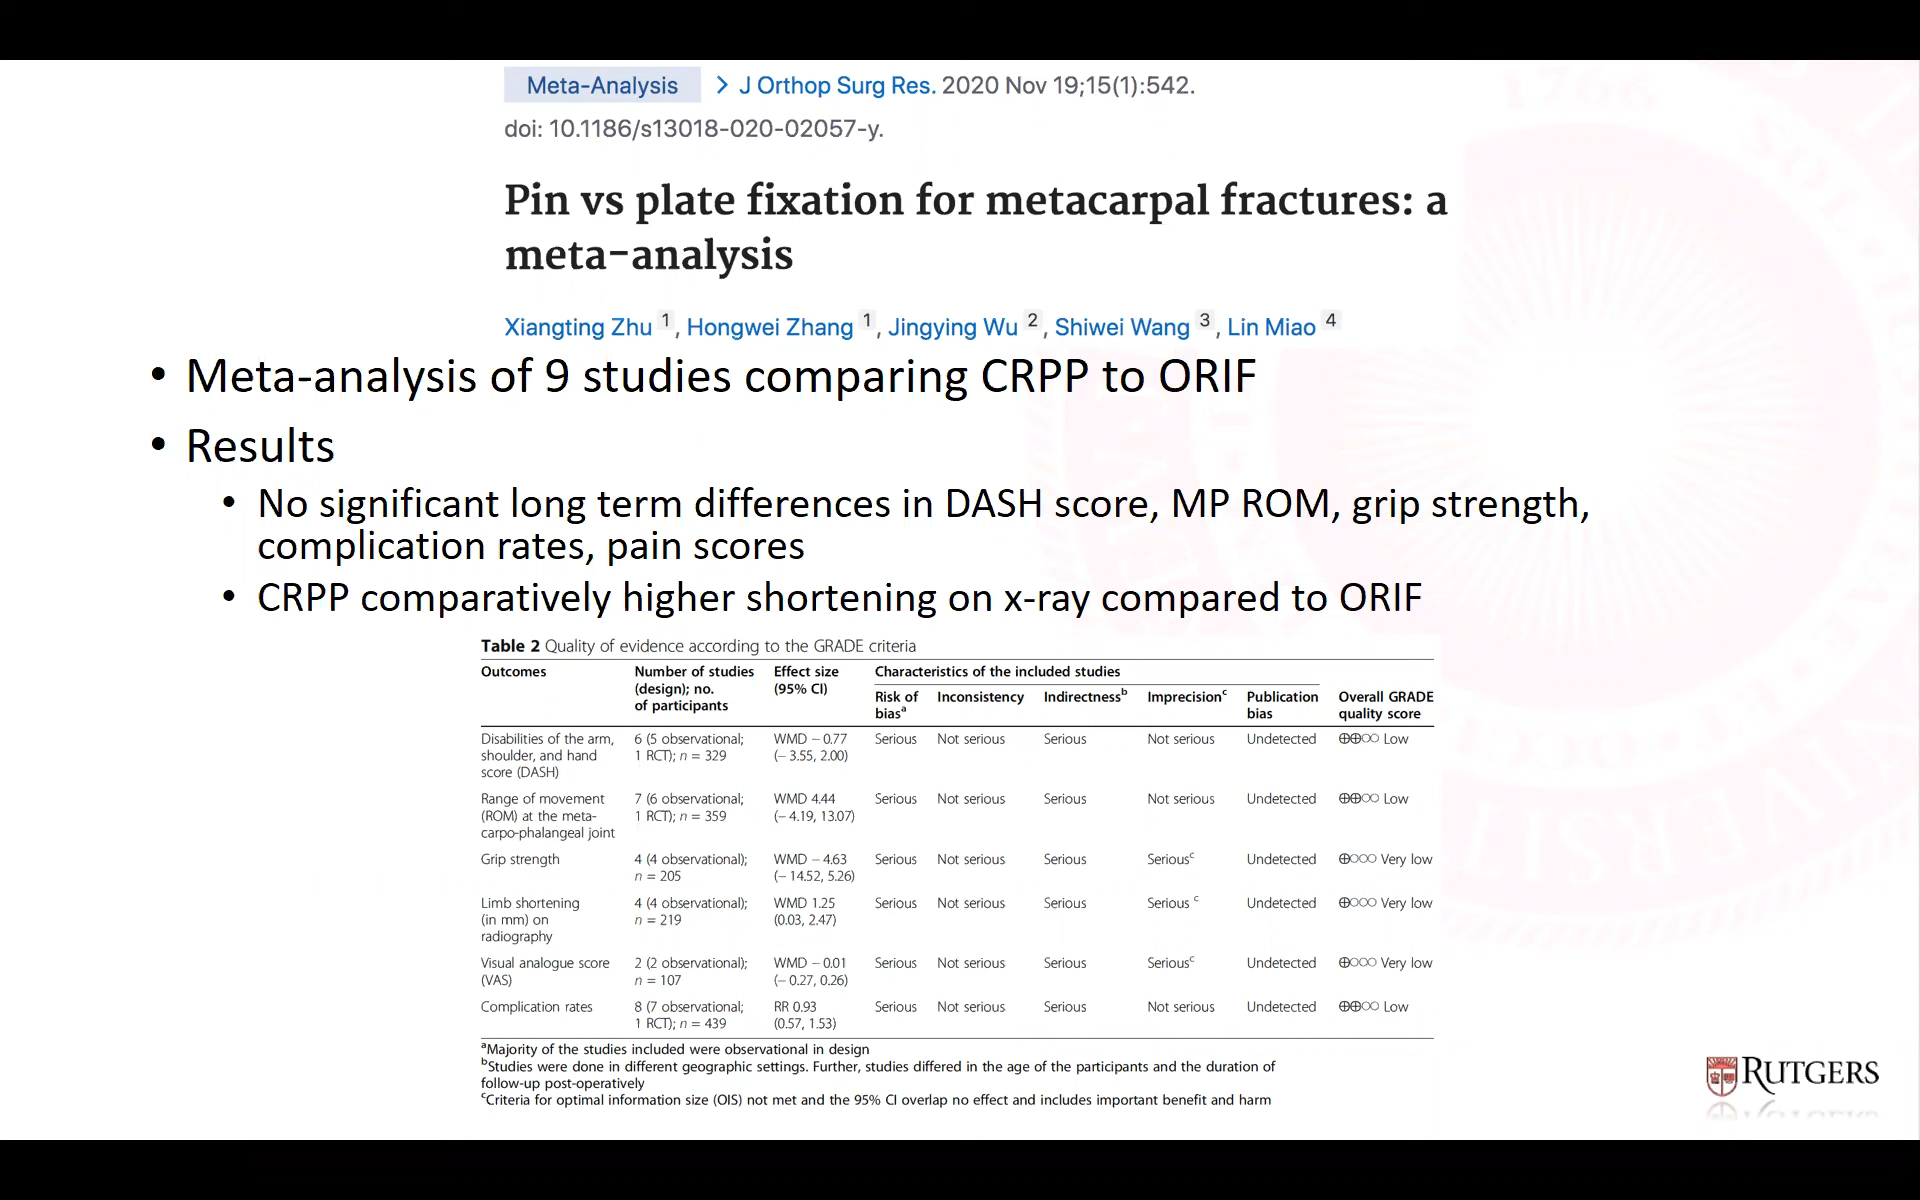 Meta-Analysis > J Orthop Surg Res. 2020 Nov 19;15(1):542.
doi: 10.1186/s13018-020-02057-y.
Pin vs plate fixation for metacarpal fractures: a
meta-analysis
Xiangting Zhu 1, Hongwei Zhang 1, Jingying Wu 2, Shiwei Wang 3, Lin Miao 4
• Meta-analysis of 9 studies comparing CRPP to ORIF
• Results
• No significant long term differences in DASH score, MP ROM, grip strength,
complication rates, pain scores
• CRPP comparatively higher shortening on x-ray compared to ORIF
Table 2 Quality of evidence according to the GRADE criteria
Outcomes Number of studies Effect size Characteristics of the included studies
(design); no. (95% CI) Risk of Inconsistency Indirectnessb Imprecisionc Publication Overall GRADE
of participants biasa bias quality score
Disabilities of the arm, 6 (5 observational; WMD − 0.77 Serious Not serious Serious Not serious Undetected ⊕⊕○○ Low
shoulder, and hand 1 RCT); n = 329 (− 3.55, 2.00)
score (DASH)
Range of movement 7 (6 observational; WMD 4.44 Serious Not serious Serious Not serious Undetected ⊕⊕○○ Low
(ROM) at the meta- 1 RCT); n = 359 (− 4.19, 13.07)
carpo-phalangeal joint
Grip strength 4 (4 observational); WMD − 4.63 Serious Not serious Serious Seriousc Undetected ⊕○○○ Very low
n = 205 (− 14.52, 5.26)
Limb shortening 4 (4 observational); WMD 1.25 Serious Not serious Serious Serious c Undetected ⊕○○○ Very low
(in mm) on n = 219 (0.03, 2.47)
radiography
Visual analogue score 2 (2 observational); WMD − 0.01 Serious Not serious Serious Seriousc Undetected ⊕○○○ Very low
(VAS) n = 107 (− 0.27, 0.26)
Complication rates 8 (7 observational; RR 0.93 Serious Not serious Serious Not serious Undetected ⊕⊕○○ Low
1 RCT); n = 439 (0.57, 1.53)
aMajority of the studies included were observational in design
bStudies were done in different geographic settings. Further, studies differed in the age of the participants and the duration of
follow-up post-operatively
cCriteria for optimal information size (OIS) not met and the 95% CI overlap no effect and includes important benefit and harm
RUTGERS
1766